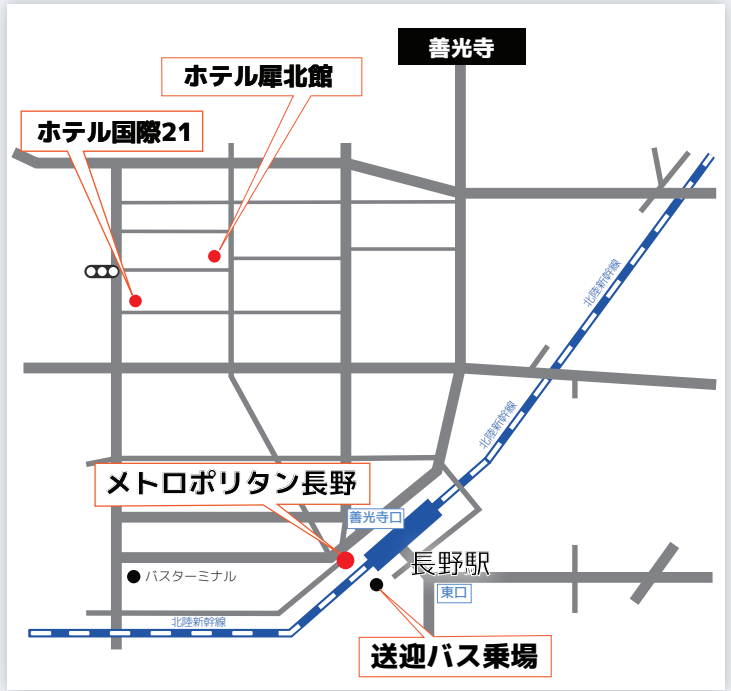 善光寺
ホテル犀北館
ホテル国際21
北陸新幹線
北陸新幹線
メトロポリタン長野
善光寺口
長野駅
バスターミナル
東口
北陸新幹線
送迎バス乗場